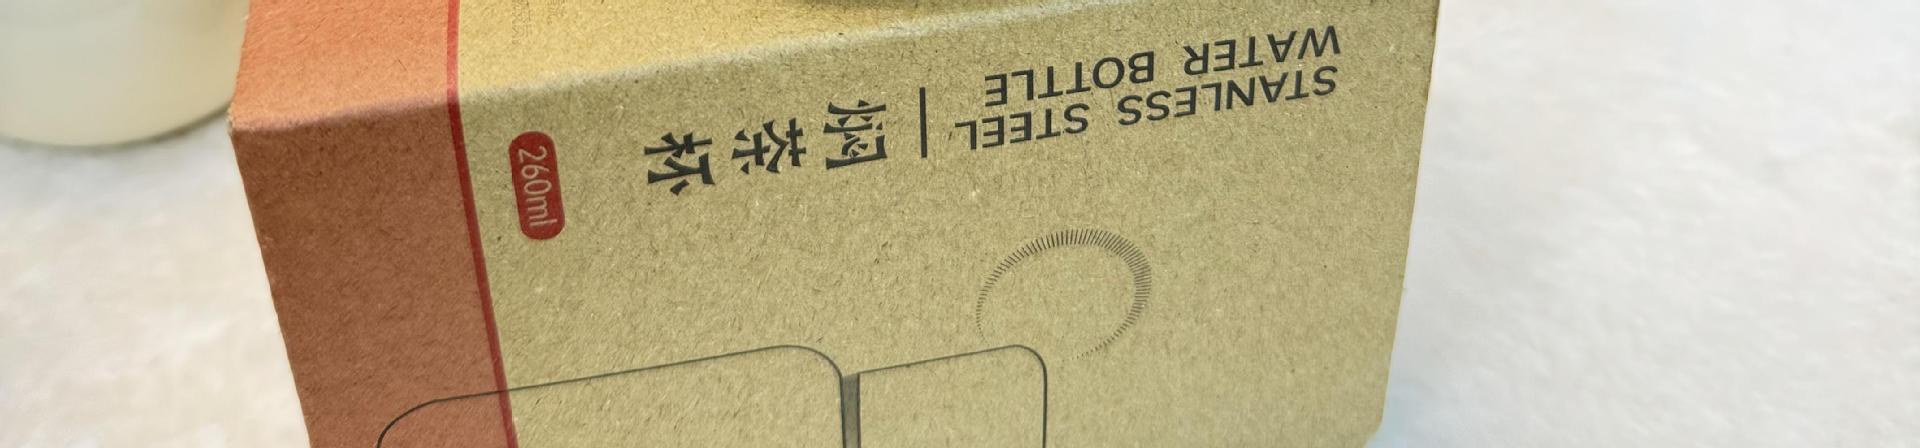 STANLESS STEEL
WATER BOTTLE
焖茶杯
260ml